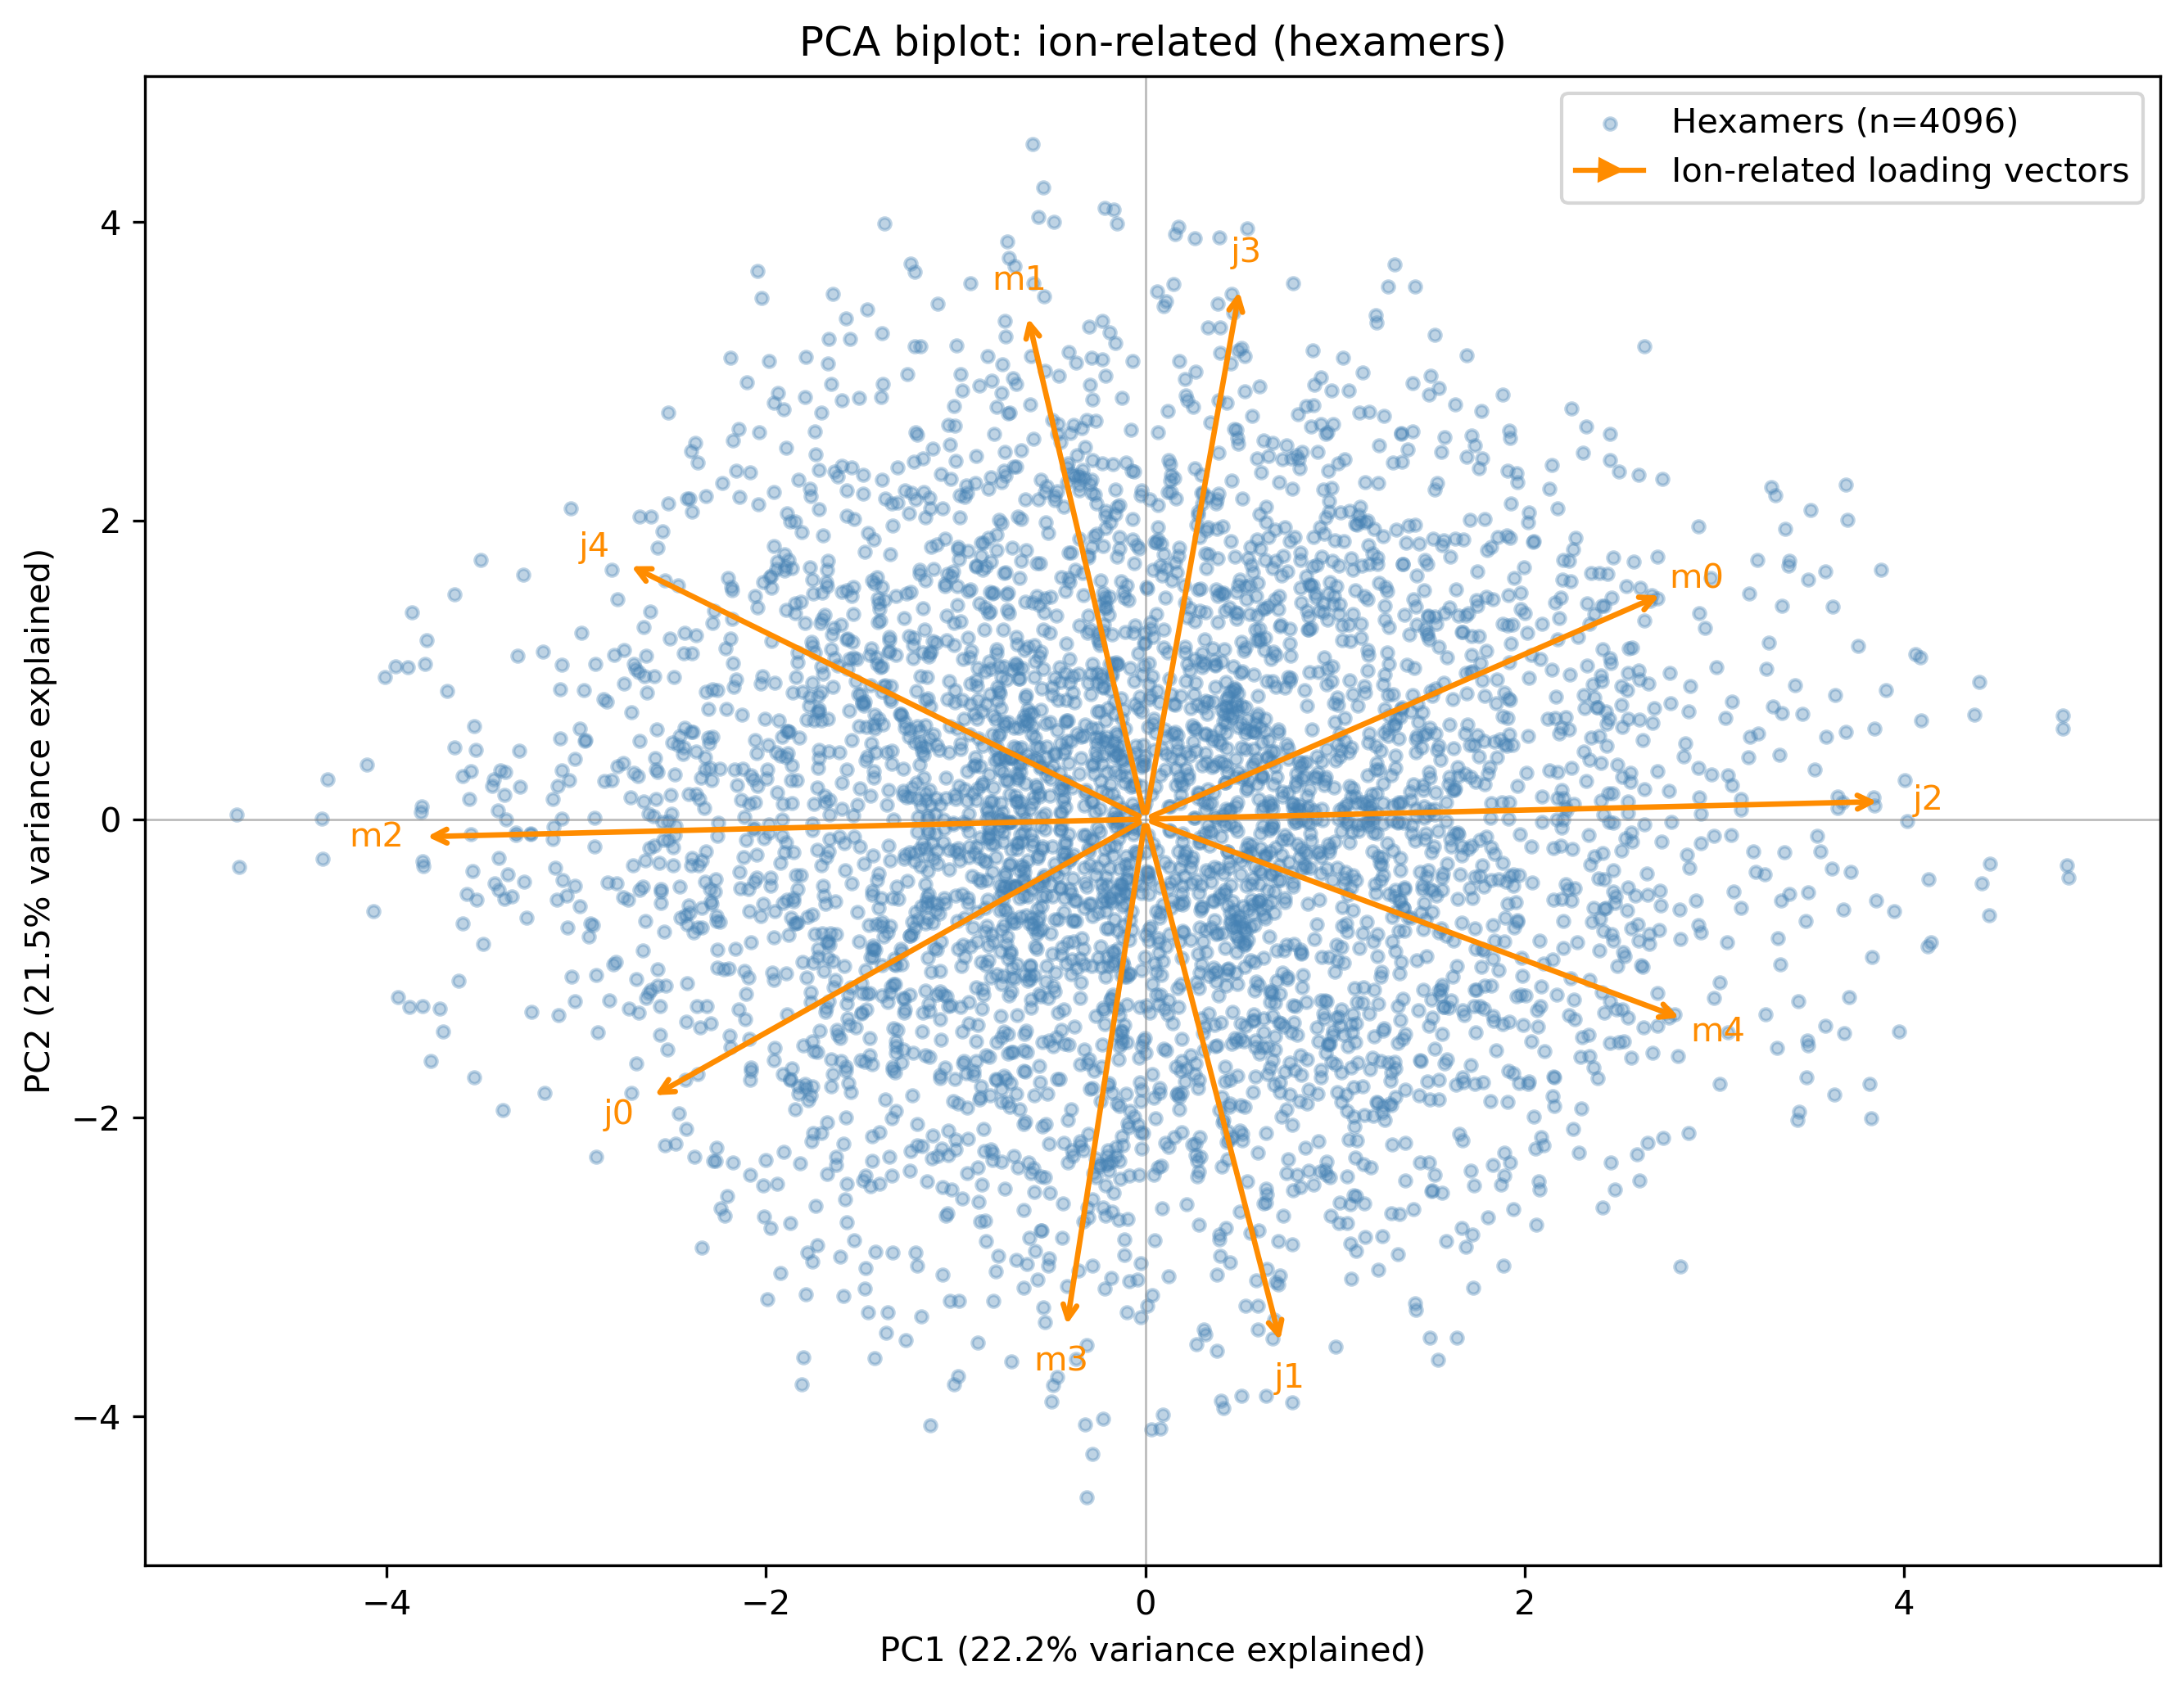 PCA biplot: ion-related (hexamers)
Hexamers (n=4096)
Ion-related loading vectors
4
2
0
−2
−4
PC2 (21.5% variance explained)
j3
m1
j4
m0
j2
m2
m4
j0
m3
j1
−4
−2
0
2
4
PC1 (22.2% variance explained)